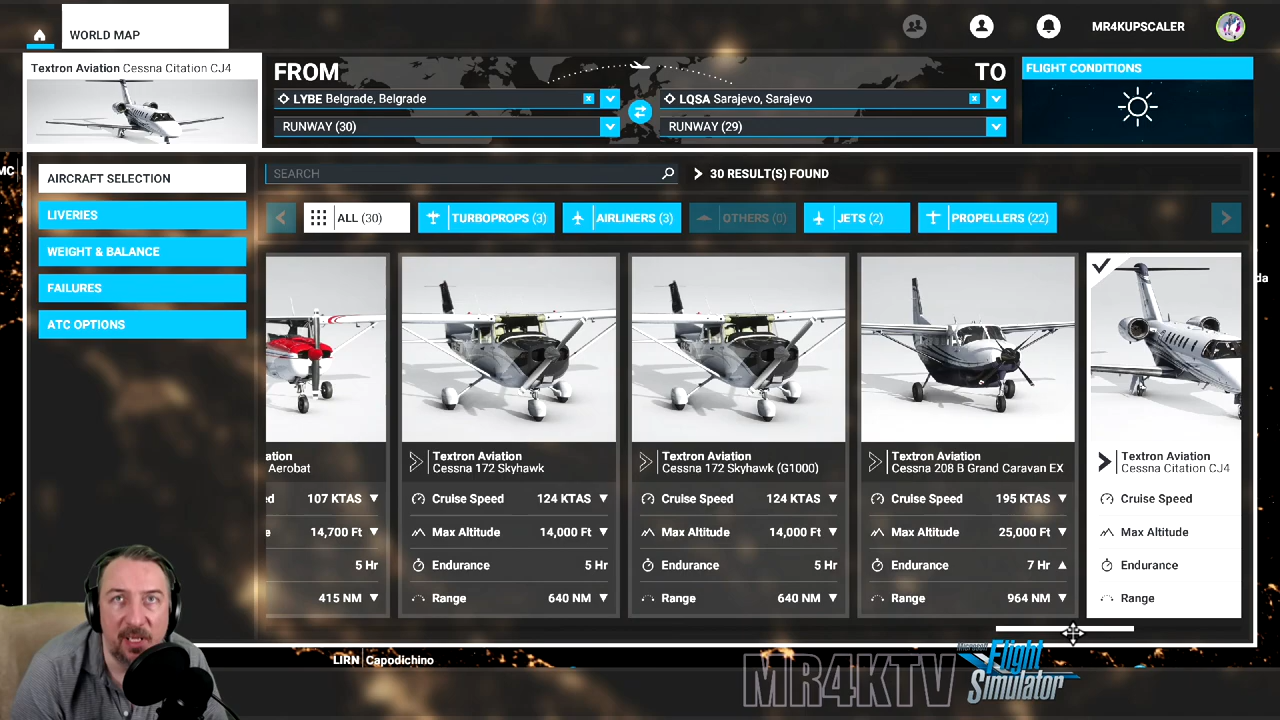 WORLD MAP
MR4KUPSCALER
Textron Aviation Cessna Citation CJ4
FROM
TO
LYBE Belgrade, Belgrade
LQSA Sarajevo, Sarajevo
RUNWAY (30)
RUNWAY (29)
FLIGHT CONDITIONS
MC
AIRCRAFT SELECTION
LIVERIES
WEIGHT & BALANCE
FAILURES
ATC OPTIONS
SEARCH
30 RESULT(S) FOUND
ALL (30)
TURBOPROPS (3)
AIRLINERS (3)
OTHERS (0)
JETS (2)
PROPELLERS (22)
da
ation
Aerobat
d 107 KTAS
e 14,700 Ft
5 Hr
415 NM
Textron Aviation
Cessna 172 Skyhawk
Cruise Speed 124 KTAS
Max Altitude 14,000 Ft
Endurance 5 Hr
Range 640 NM
Textron Aviation
Cessna 172 Skyhawk (G1000)
Cruise Speed 124 KTAS
Max Altitude 14,000 Ft
Endurance 5 Hr
Range 640 NM
Textron Aviation
Cessna 208 B Grand Caravan EX
Cruise Speed 195 KTAS
Max Altitude 25,000 Ft
Endurance 7 Hr
Range 964 NM
Textron Aviation
Cessna Citation CJ4
Cruise Speed
Max Altitude
Endurance
Range
LIRN Capodichino
MR4KTV
Microsoft
Flight
Simulator